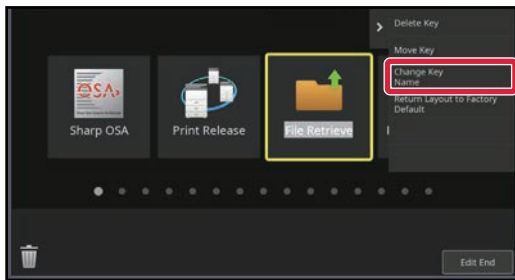 Delete Key
Move Key
Change Key
Name
Return Layout to Factory
Default
OSA
Sharp OSA
Print Release
File Retrieve
Edit End